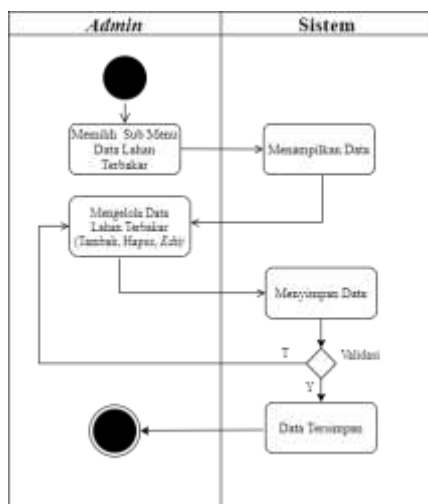 Admin
Sistem
Memilih Sub Menu
Data Lahan
Terbakar
Menampilkan Data
Mengelola Data
Lahan Terbakar
(Tambah, Hapus, Edit)
Menyimpan Data
T
Validasi
Y
Data Tersimpan